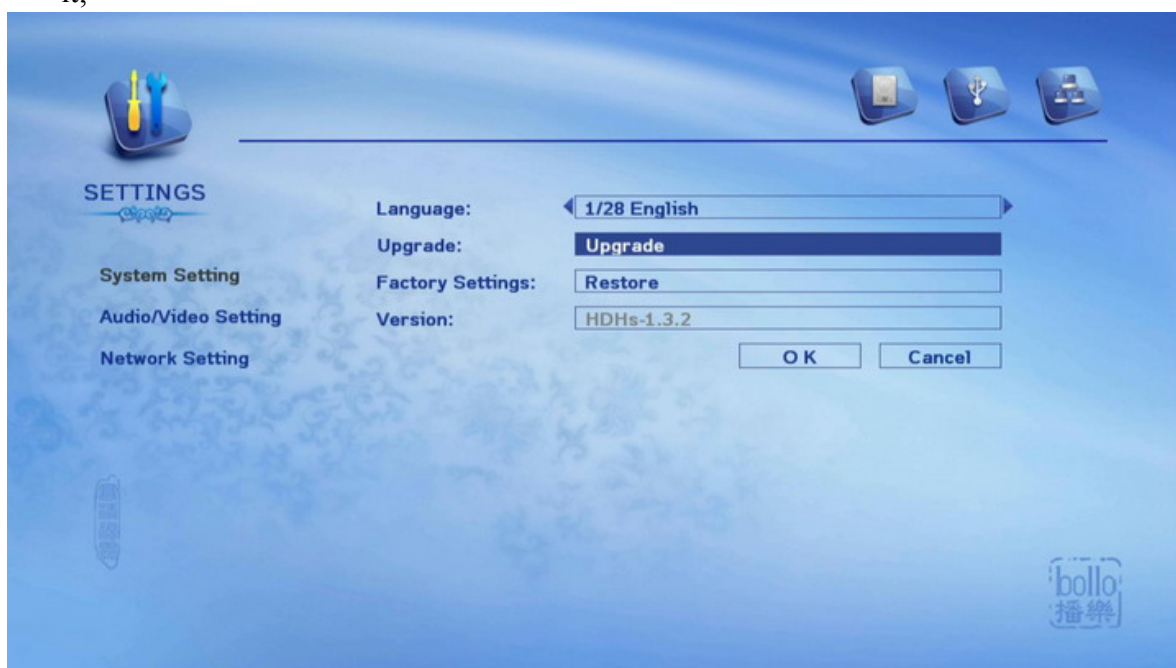 it,
SETTINGS
System Setting
Audio/Video Setting
Network Setting
Language: 1/28 English
Upgrade: Upgrade
Factory Settings: Restore
Version: HDHs-1.3.2
OK Cancel
bollo
播樂